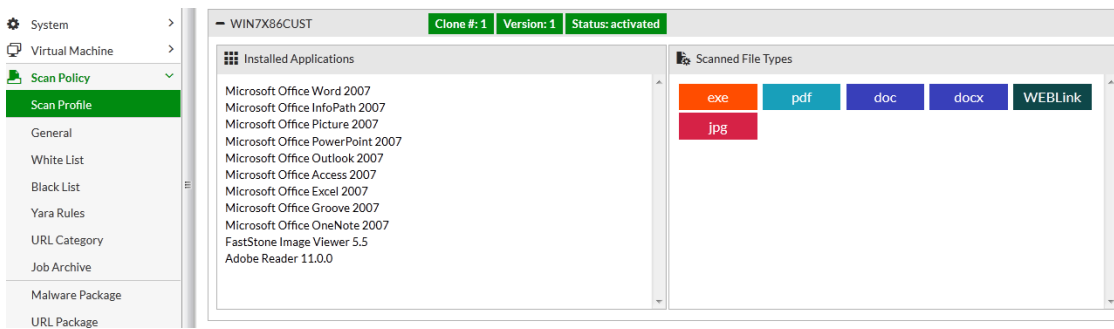 System
Virtual Machine
Scan Policy
Scan Profile
General
White List
Black List
Yara Rules
URL Category
Job Archive
Malware Package
URL Package
WIN7X86CUST Clone #: 1 Version: 1 Status: activated
Installed Applications
Microsoft Office Word 2007
Microsoft Office InfoPath 2007
Microsoft Office Picture 2007
Microsoft Office PowerPoint 2007
Microsoft Office Outlook 2007
Microsoft Office Access 2007
Microsoft Office Excel 2007
Microsoft Office Groove 2007
Microsoft Office OneNote 2007
FastStone Image Viewer 5.5
Adobe Reader 11.0.0
Scanned File Types
exe pdf doc docx WEBLink
jpg